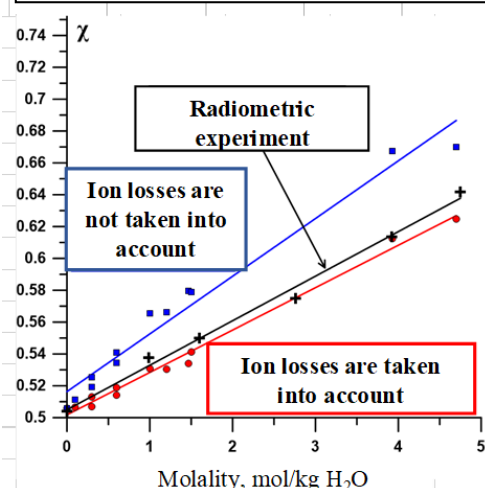 0.74
χ
0.72
0.7
Radiometric
experiment
0.68
0.66
Ion losses are
not taken into
account
0.64
0.62
0.6
0.58
0.56
0.54
Ion losses are taken
into account
0.52
0.5
0 1 2 3 4 5
Molality, mol/kg H₂O